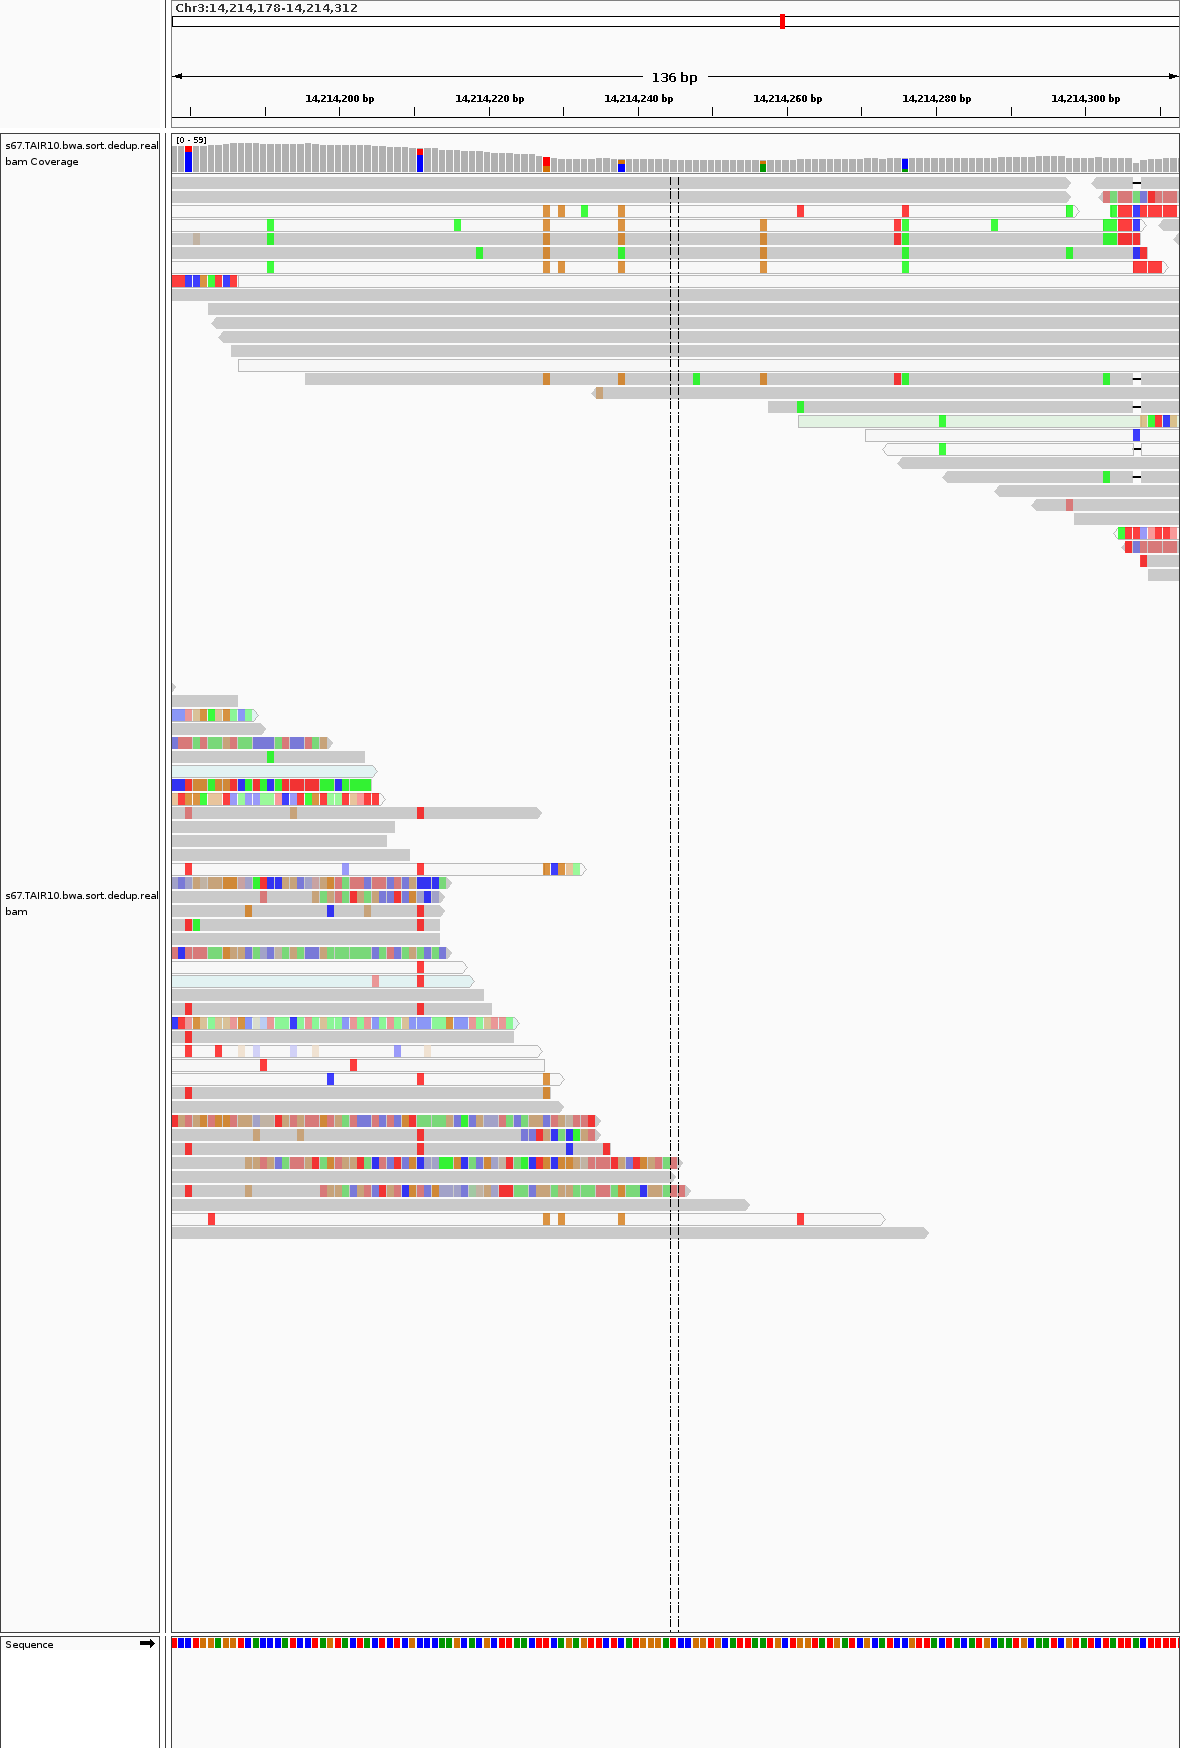 Chr3:14,214,178-14,214,312
136 bp
14,214,200 bp 14,214,220 bp 14,214,240 bp 14,214,260 bp 14,214,280 bp 14,214,300 bp
s67.TAIR10.bwa.sort.dedup.real
bam Coverage
[0 - 59]
s67.TAIR10.bwa.sort.dedup.real
bam
Sequence